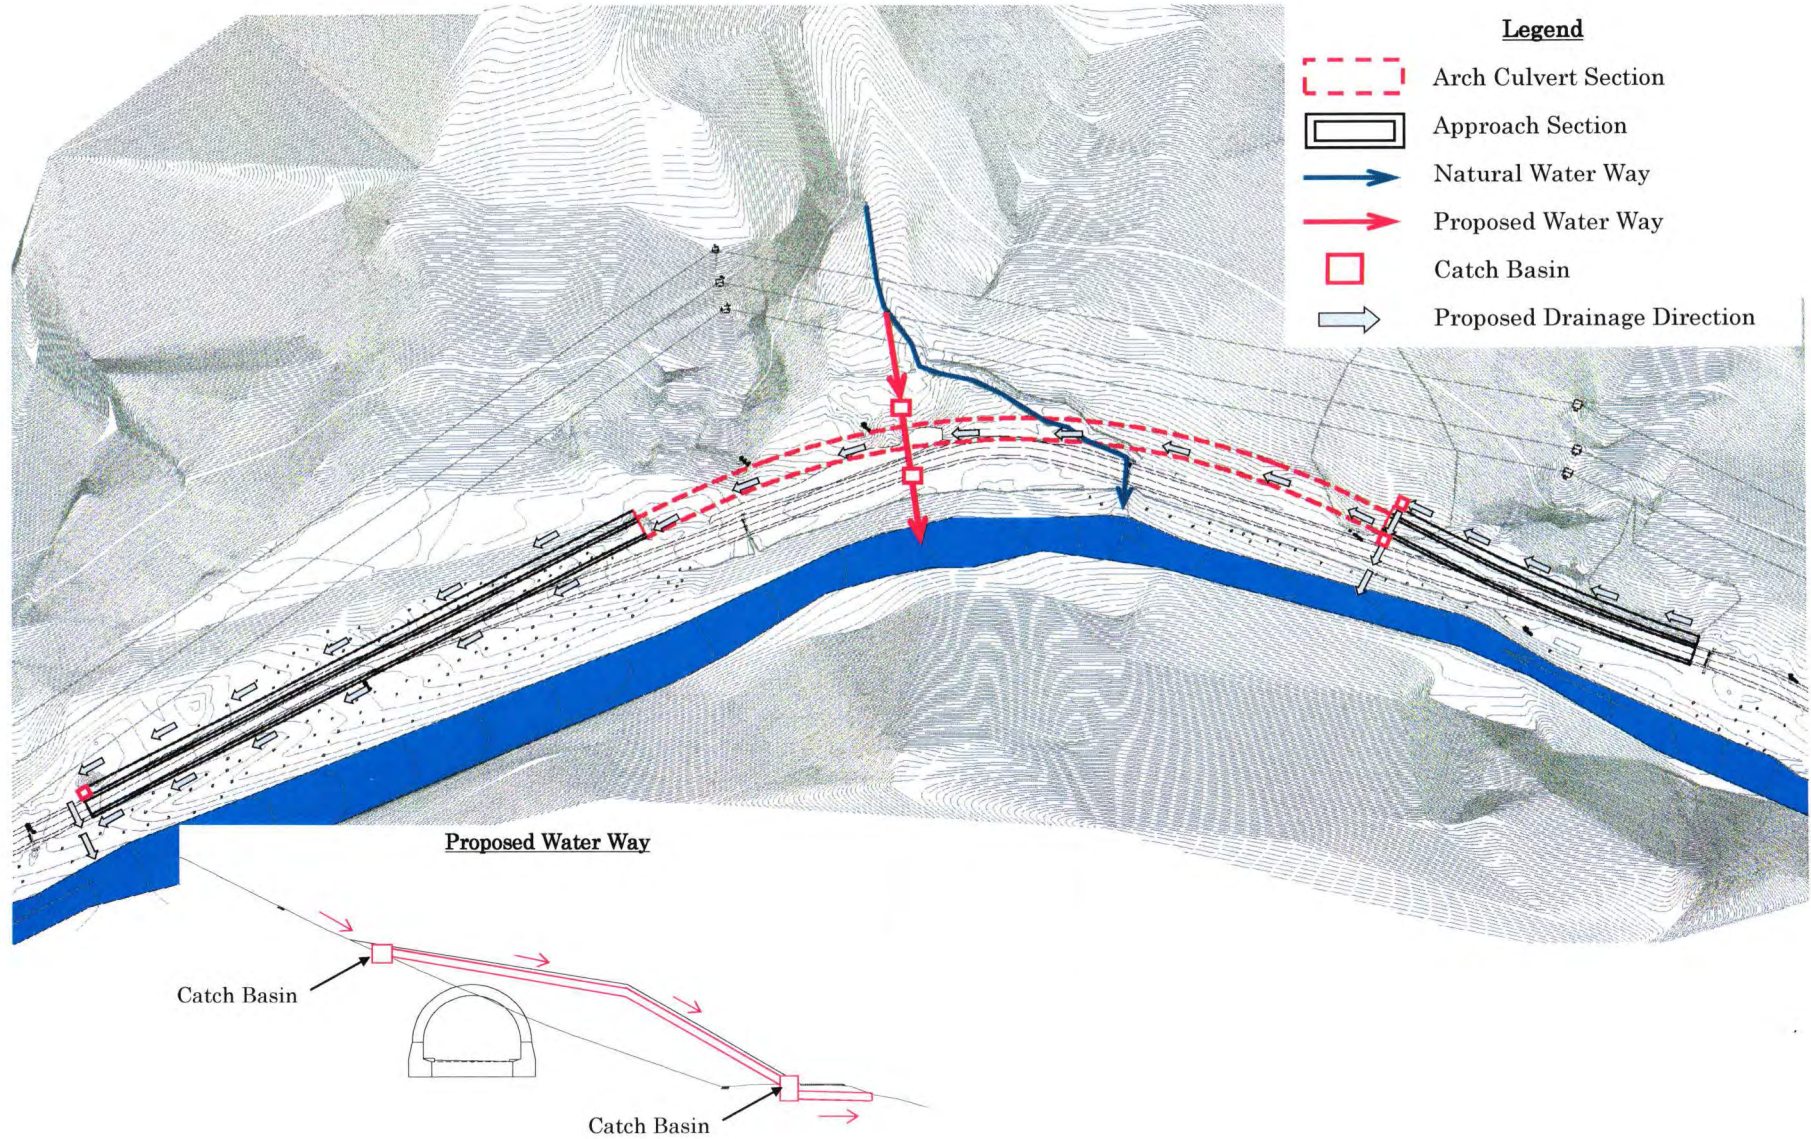 Legend
Arch Culvert Section
Approach Section
Natural Water Way
Proposed Water Way
Catch Basin
Proposed Drainage Direction
Proposed Water Way
Catch Basin
Catch Basin